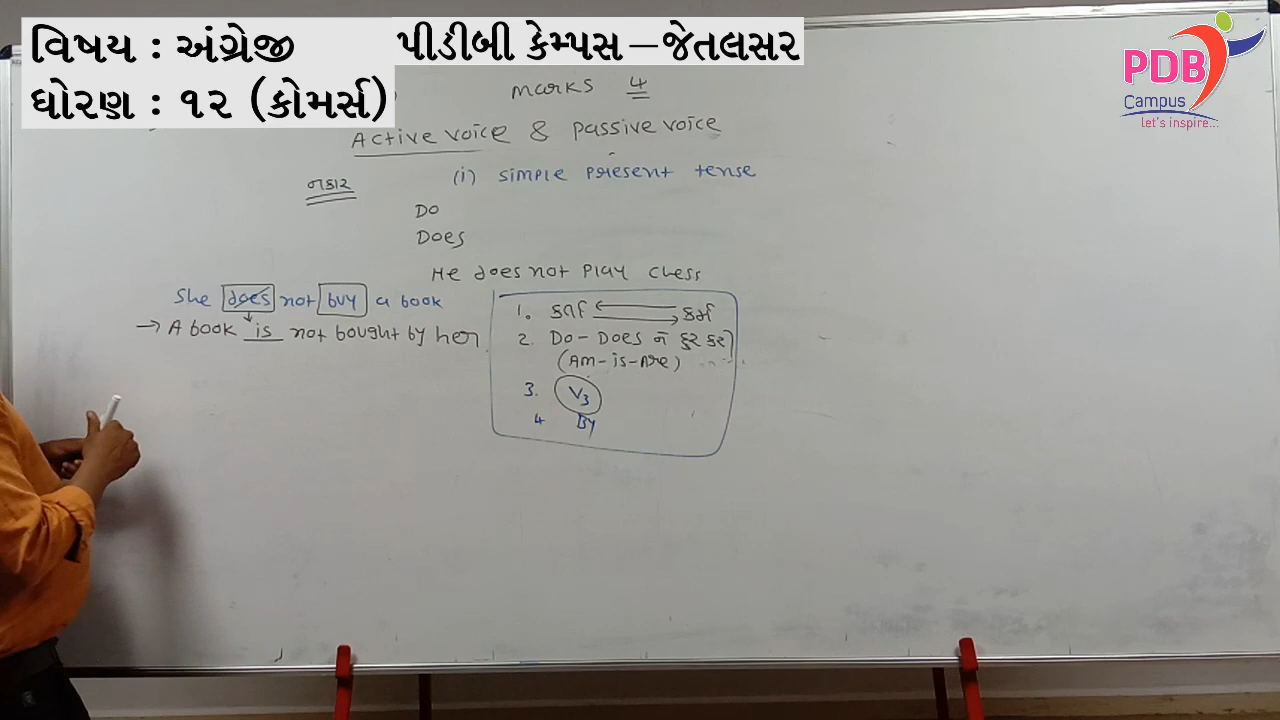 વિષય : અંગ્રેજી
પીડીબી કેમ્પસ – જેતલસર
ધોરણ : ૧૨ (કોમર્સ)
PDB
Campus
Let's inspire...
Marks 4
Active voice & Passive voice
નકાર
(i) Simple Present tense
Do
Does
He does not Play chess
She does not buy a book
→ A book is not bought by her
1. કર્તા કર્મ
2. Do - Does ને દુર કરો
(Am - is - Are)
3. V3
4 By